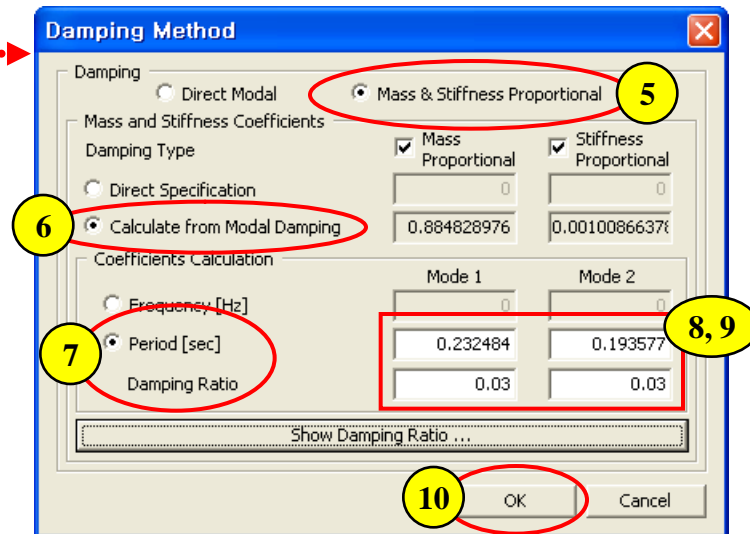 Damping Method
Damping
Direct Modal
Mass & Stiffness Proportional
5
Mass and Stiffness Coefficients
Damping Type
Mass Proportional
Stiffness Proportional
Direct Specification
0
0
6
Calculate from Modal Damping
0.884828976
0.0010086637
Coefficients Calculation
Mode 1
Mode 2
Frequency [Hz]
0
0
8, 9
7
Period [sec]
0.232484
0.193577
Damping Ratio
0.03
0.03
Show Damping Ratio ...
10
OK
Cancel